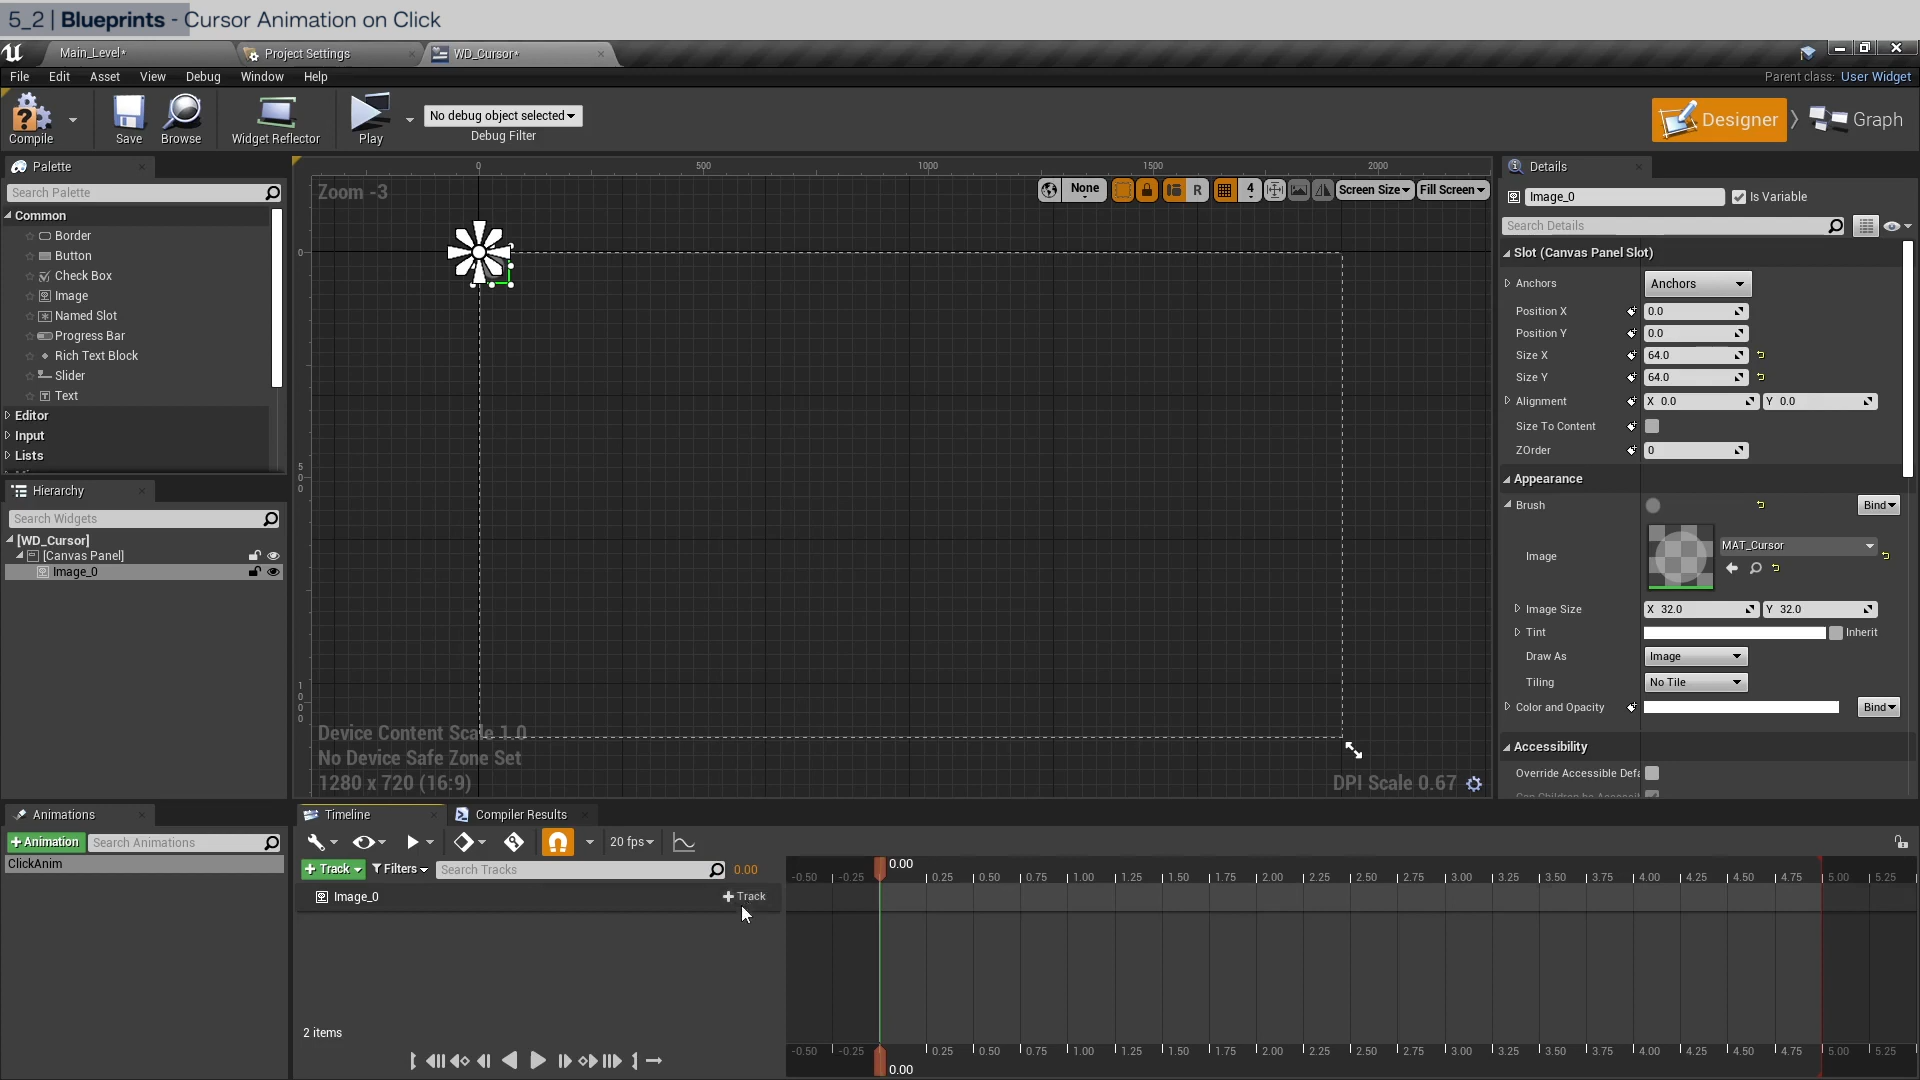 5_2 | Blueprints - Cursor Animation on Click
Main_Level*
Project Settings
WD_Cursor*
File Edit Asset View Debug Window Help
Parent class: User Widget
Compile
Save
Browse
Widget Reflector
Play
No debug object selected
Debug Filter
Designer
Graph
Palette
Search Palette
Common
Border
Button
Check Box
Image
Named Slot
Progress Bar
Rich Text Block
Slider
Text
Editor
Input
Lists
Hierarchy
Search Widgets
[WD_Cursor]
[Canvas Panel]
Image_0
0 500 1000 1500 2000
Zoom -3
None
R
4
Screen Size
Fill Screen
0
5
0
0
1
0
0
0
Device Content Scale 1.0
No Device Safe Zone Set
1280 x 720 (16:9)
DPI Scale 0.67
Details
Image_0
Is Variable
Search Details
Slot (Canvas Panel Slot)
Anchors
Anchors
Position X 0.0
Position Y 0.0
Size X 64.0
Size Y 64.0
Alignment X 0.0 Y 0.0
Size To Content
ZOrder 0
Appearance
Brush Bind
Image MAT_Cursor
Image Size X 32.0 Y 32.0
Tint Inherit
Draw As Image
Tiling No Tile
Color and Opacity Bind
Accessibility
Override Accessible Defa
Animations
+Animation
Search Animations
ClickAnim
Timeline
Compiler Results
20 fps
+ Track
Filters
Search Tracks
0.00
Image_0
+ Track
2 items
0.00
-0.50 -0.25 0.25 0.50 0.75 1.00 1.25 1.50 1.75 2.00 2.25 2.50 2.75 3.00 3.25 3.50 3.75 4.00 4.25 4.50 4.75 5.00 5.25
-0.50 -0.25 0.25 0.50 0.75 1.00 1.25 1.50 1.75 2.00 2.25 2.50 2.75 3.00 3.25 3.50 3.75 4.00 4.25 4.50 4.75 5.00 5.25
0.00